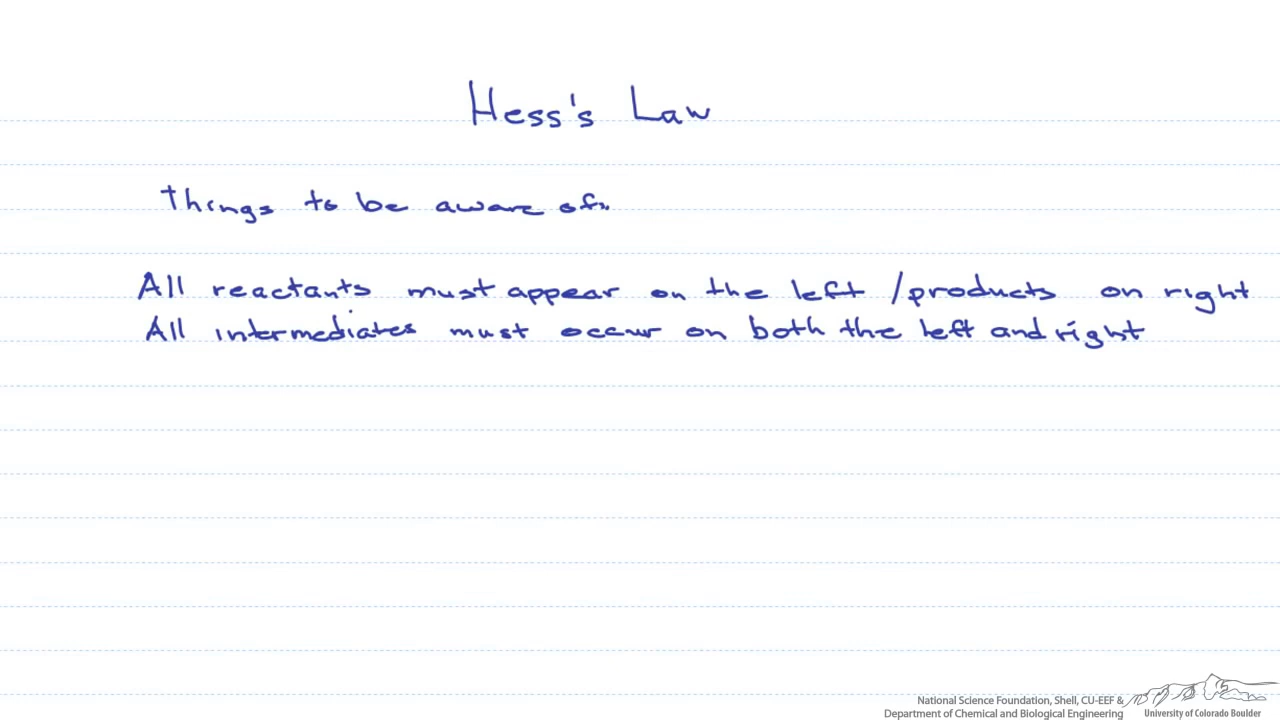 Hess's Law
Things to be aware of:
All reactants must appear on the left / products on right
All intermediates must occur on both the left and right
National Science Foundation, Shell, CU-EEF &
Department of Chemical and Biological Engineering
University of Colorado Boulder